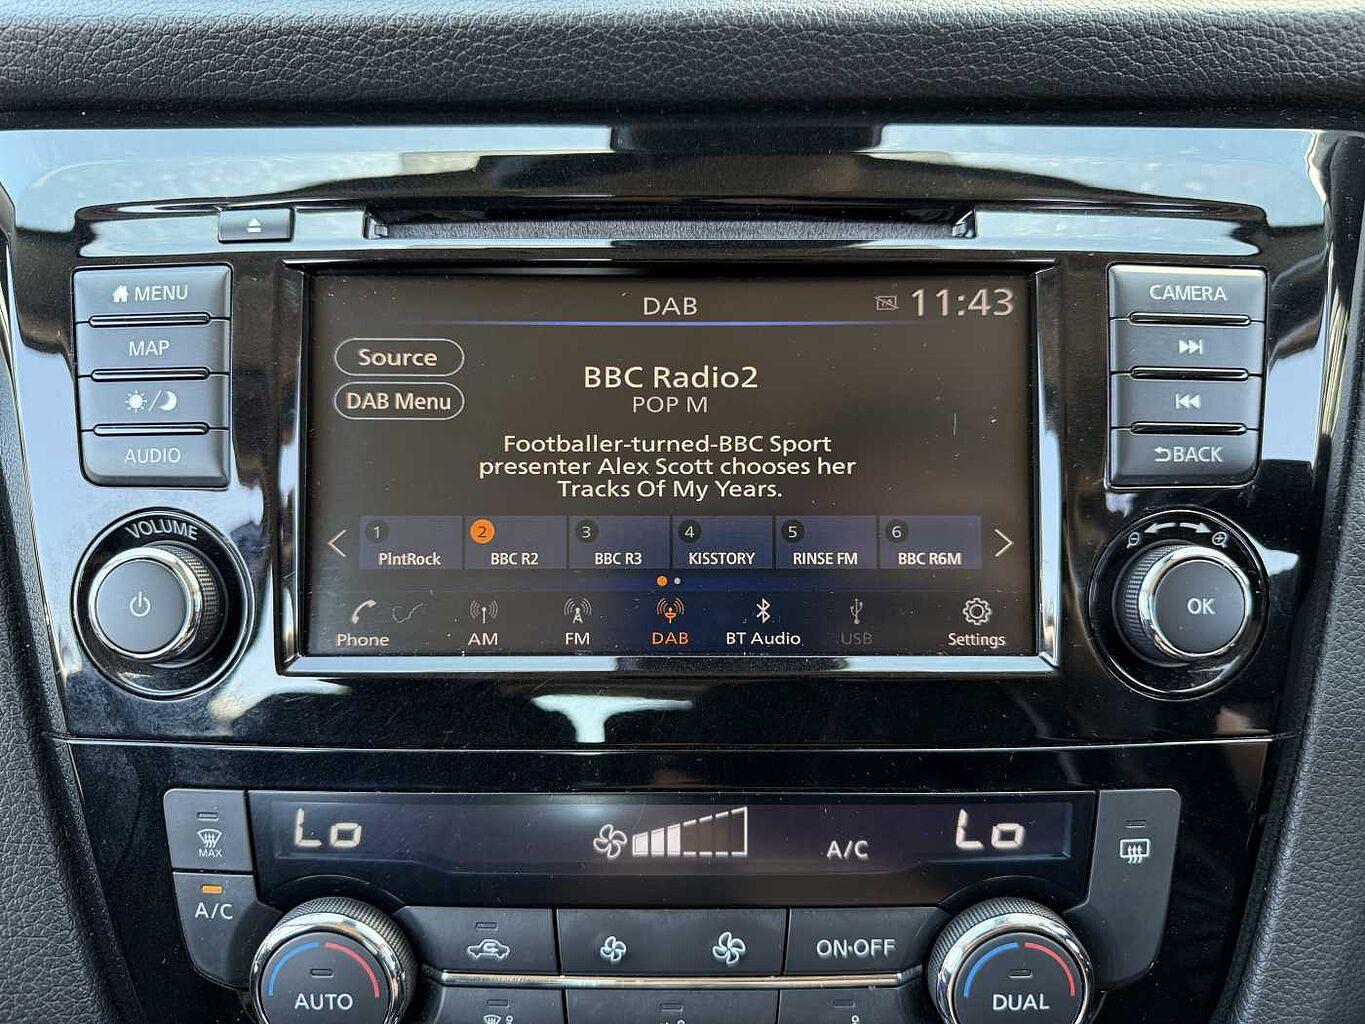 MENU
MAP
AUDIO
VOLUME
DAB
TA
11:43
Source
DAB Menu
BBC Radio2
POP M
Footballer-turned-BBC Sport
presenter Alex Scott chooses her
Tracks Of My Years.
1 PlntRock
2 BBC R2
3 BBC R3
4 KISSTORY
5 RINSE FM
6 BBC R6M
Phone
AM
FM
DAB
BT Audio
USB
Settings
CAMERA
BACK
OK
MAX
A/C
Lo
A/C
Lo
AUTO
ON·OFF
DUAL